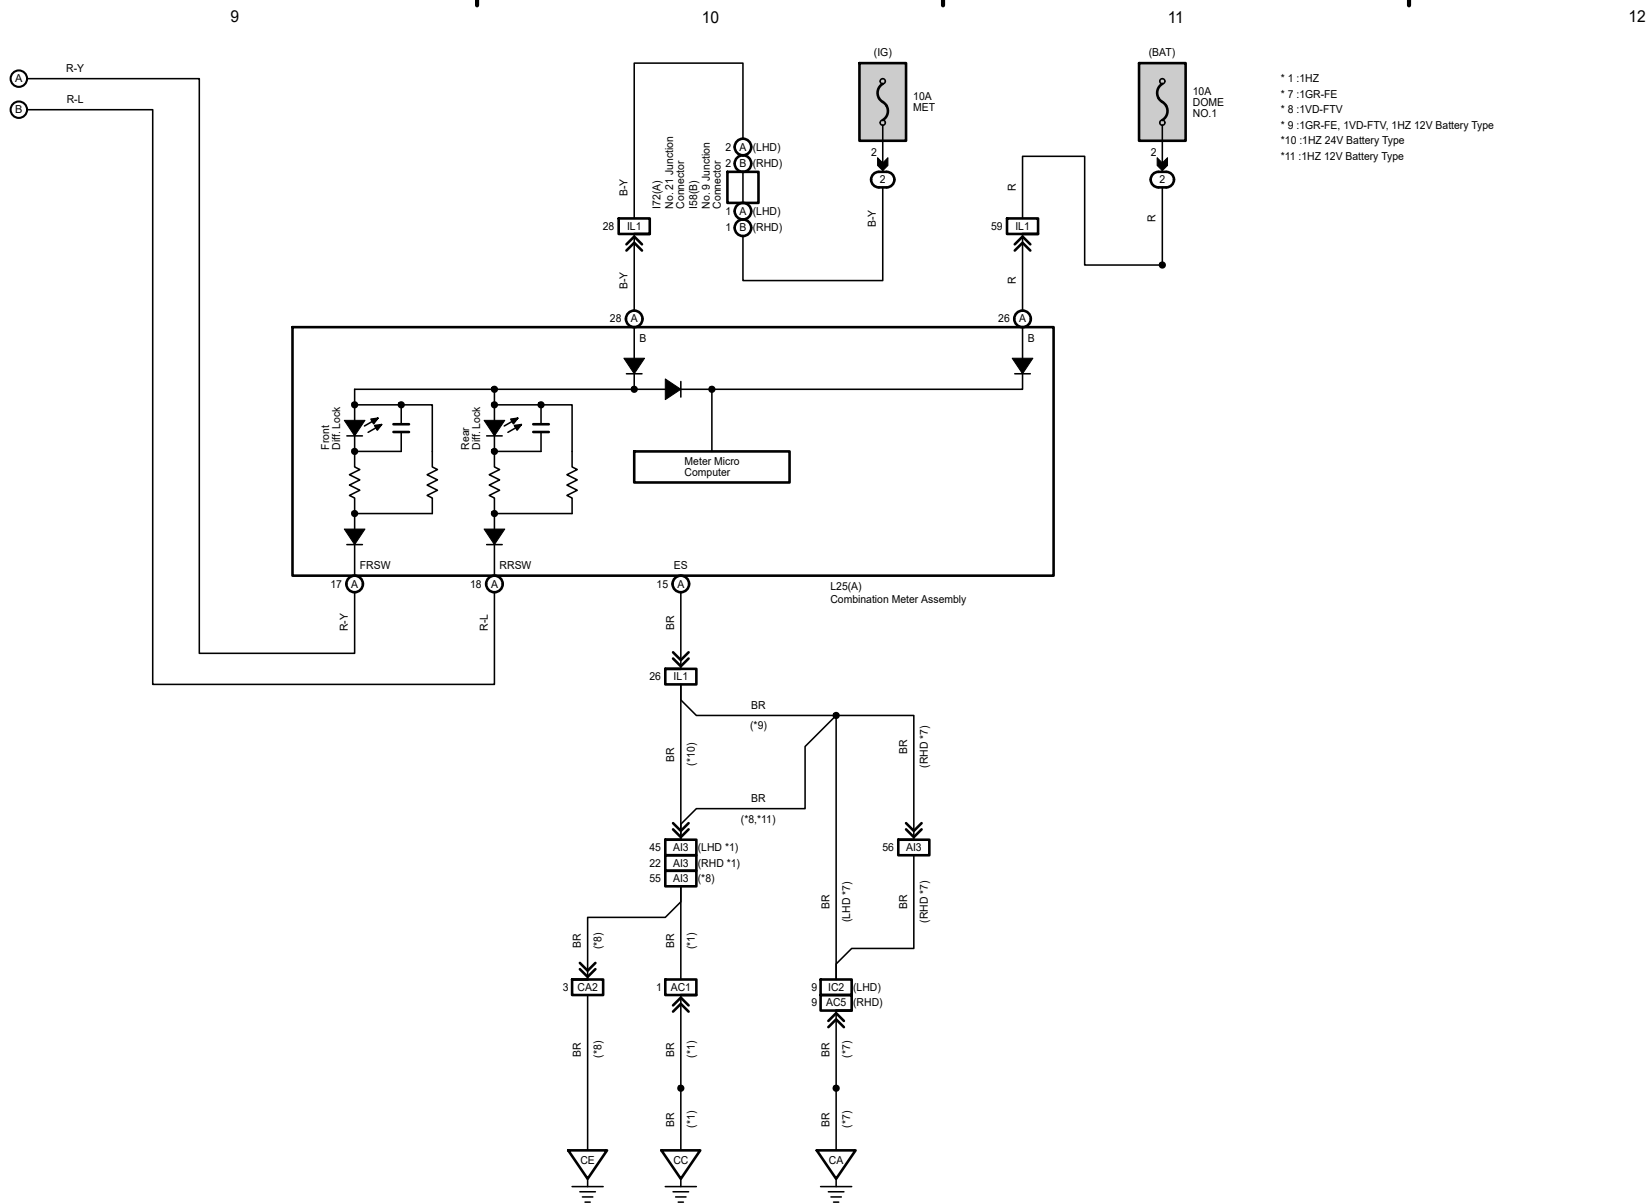 9 10 11 12
A R-Y
B R-L
(IG)
10A
MET
2
2
B-Y
(BAT)
10A
DOME
NO.1
2
2
R
* 1 :1HZ
* 7 :1GR-FE
* 8 :1VD-FTV
* 9 :1GR-FE, 1VD-FTV, 1HZ 12V Battery Type
*10 :1HZ 24V Battery Type
*11 :1HZ 12V Battery Type
I72(A)
No. 21 Junction
Connector
I58(B)
No. 9 Junction
Connector
2 A (LHD)
2 B (RHD)
1 A (LHD)
1 B (RHD)
B-Y
28 IL1
B-Y
R
59 IL1
R
28 A
B
26 A
B
Front
Diff. Lock
Rear
Diff. Lock
Meter Micro
Computer
FRSW
RRSW
ES
17 A
18 A
15 A
L25(A)
Combination Meter Assembly
R-Y
R-L
BR
26 IL1
BR
(*9)
BR
(*10)
BR
(RHD *7)
BR
(*8,*11)
45 AI3 (LHD *1)
22 AI3 (RHD *1)
55 AI3 (*8)
56 AI3
BR
(LHD *7)
BR
(RHD *7)
BR
(*8)
BR
(*1)
3 CA2
1 AC1
9 IC2 (LHD)
9 AC5 (RHD)
BR
(*8)
BR
(*1)
BR
(*7)
BR
(*1)
BR
(*7)
CE
CC
CA